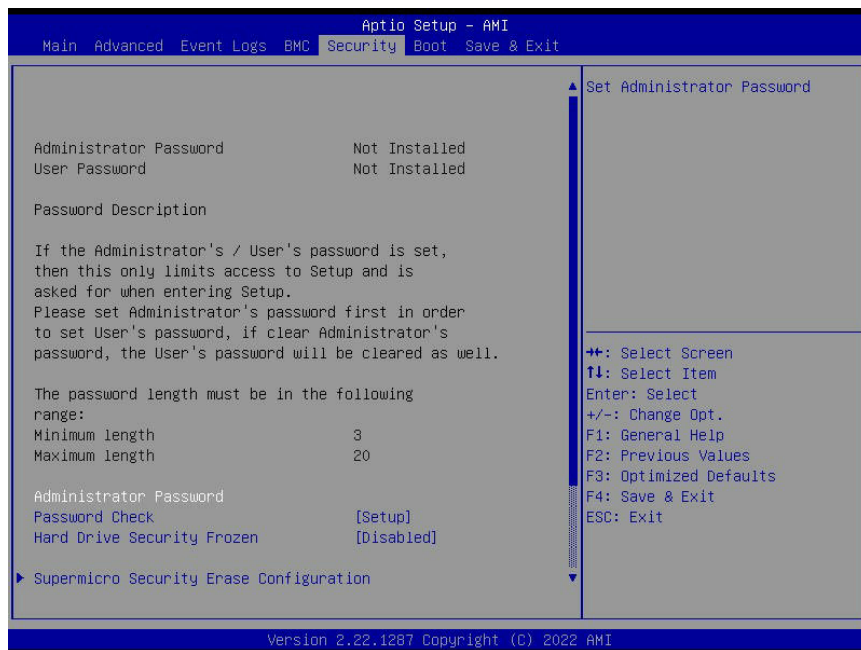 Aptio Setup – AMI
Main Advanced Event Logs BMC Security Boot Save & Exit
Administrator Password Not Installed
User Password Not Installed
Password Description
If the Administrator's / User's password is set,
then this only limits access to Setup and is
asked for when entering Setup.
Please set Administrator's password first in order
to set User's password, if clear Administrator's
password, the User's password will be cleared as well.
The password length must be in the following
range:
Minimum length 3
Maximum length 20
Administrator Password
Password Check [Setup]
Hard Drive Security Frozen [Disabled]
Supermicro Security Erase Configuration
Set Administrator Password
→←: Select Screen
↑↓: Select Item
Enter: Select
+/-: Change Opt.
F1: General Help
F2: Previous Values
F3: Optimized Defaults
F4: Save & Exit
ESC: Exit
Version 2.22.1287 Copyright (C) 2022 AMI